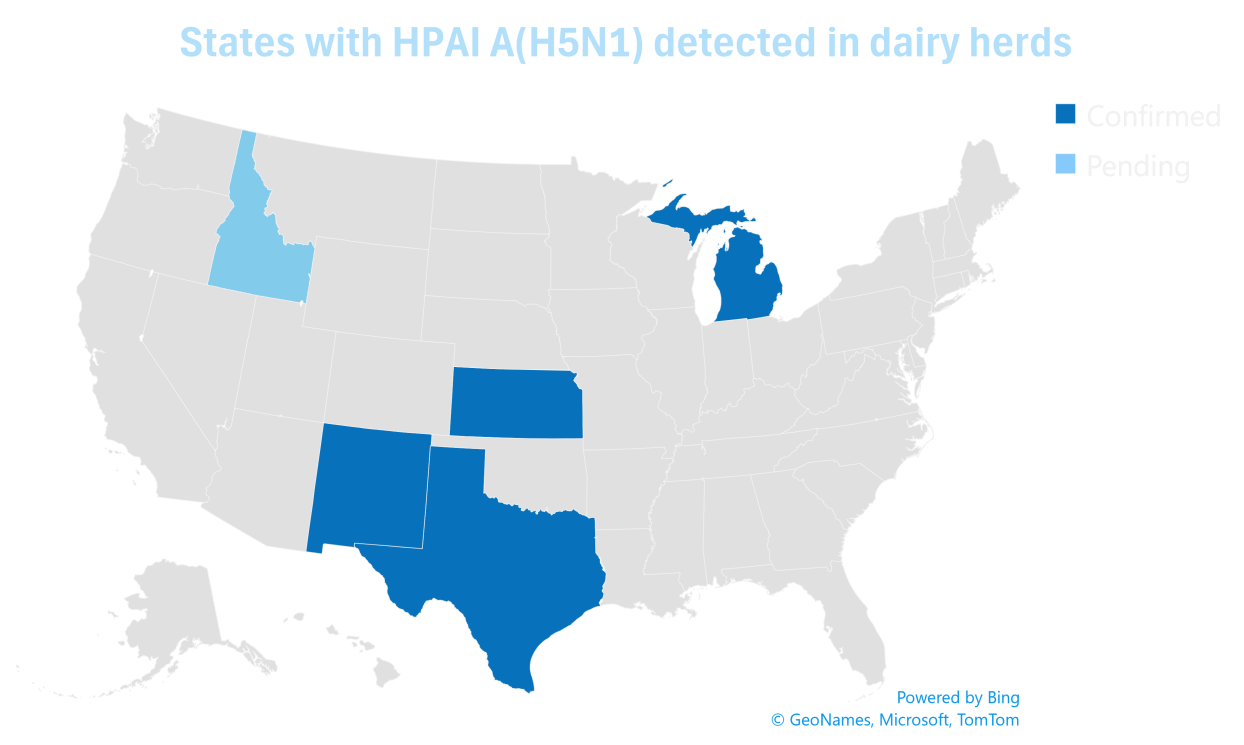 States with HPAI A(H5N1) detected in dairy herds
Confirmed
Pending
Powered by Bing
© GeoNames, Microsoft, TomTom